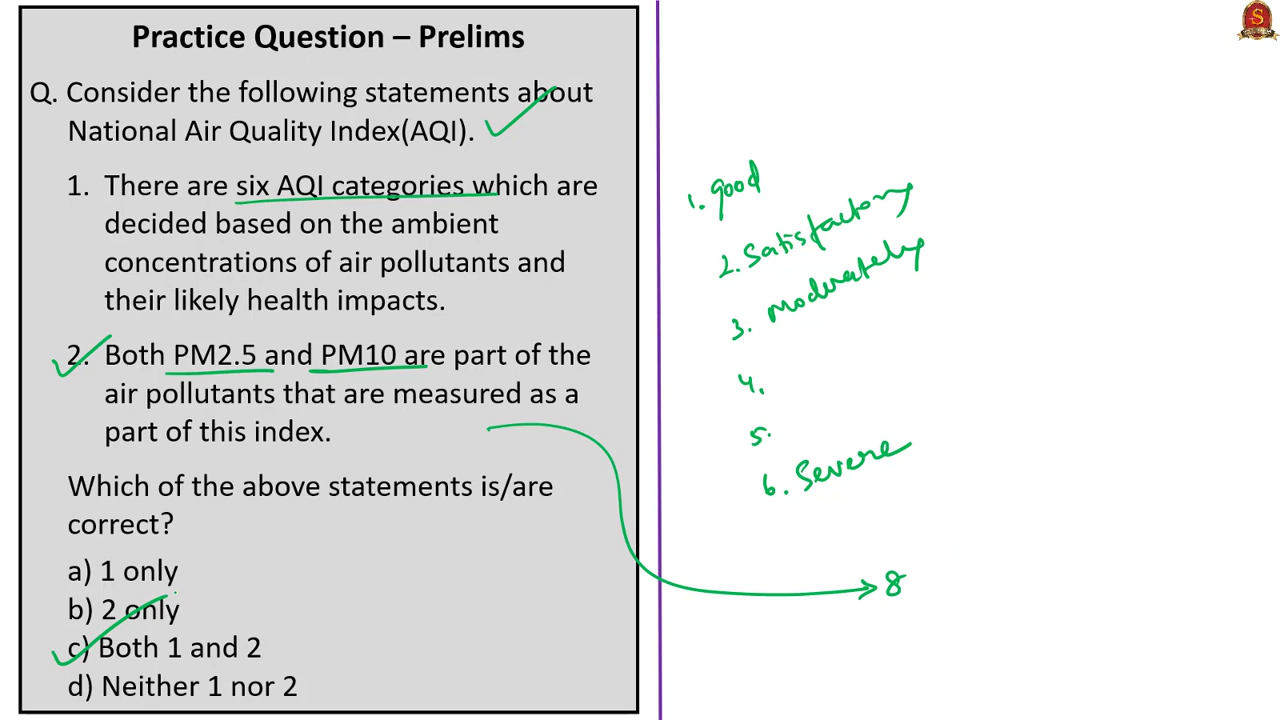 Practice Question – Prelims
Q. Consider the following statements about
National Air Quality Index(AQI).
1. There are six AQI categories which are
decided based on the ambient
concentrations of air pollutants and
their likely health impacts.
2. Both PM2.5 and PM10 are part of the
air pollutants that are measured as a
part of this index.
Which of the above statements is/are
correct?
a) 1 only
b) 2 only
c) Both 1 and 2
d) Neither 1 nor 2
1. good
2. Satisfactory
3. Moderately
4.
5.
6. Severe
8
S